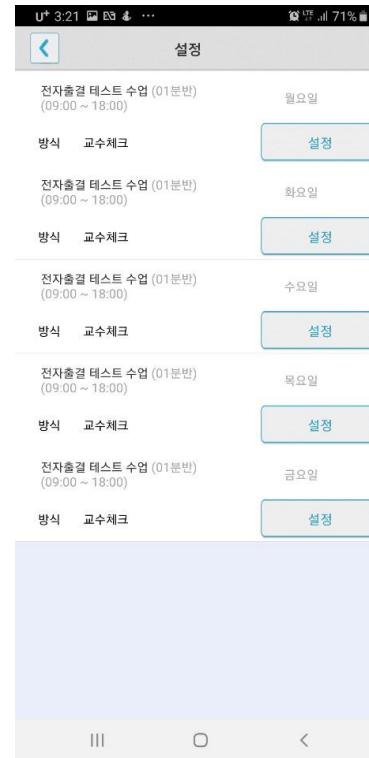 U+ 3:21 LTE 71%
설정
전자출결 테스트 수업 (01분반) 월요일
(09:00 ~ 18:00)
방식 교수체크 설정
전자출결 테스트 수업 (01분반) 화요일
(09:00 ~ 18:00)
방식 교수체크 설정
전자출결 테스트 수업 (01분반) 수요일
(09:00 ~ 18:00)
방식 교수체크 설정
전자출결 테스트 수업 (01분반) 목요일
(09:00 ~ 18:00)
방식 교수체크 설정
전자출결 테스트 수업 (01분반) 금요일
(09:00 ~ 18:00)
방식 교수체크 설정